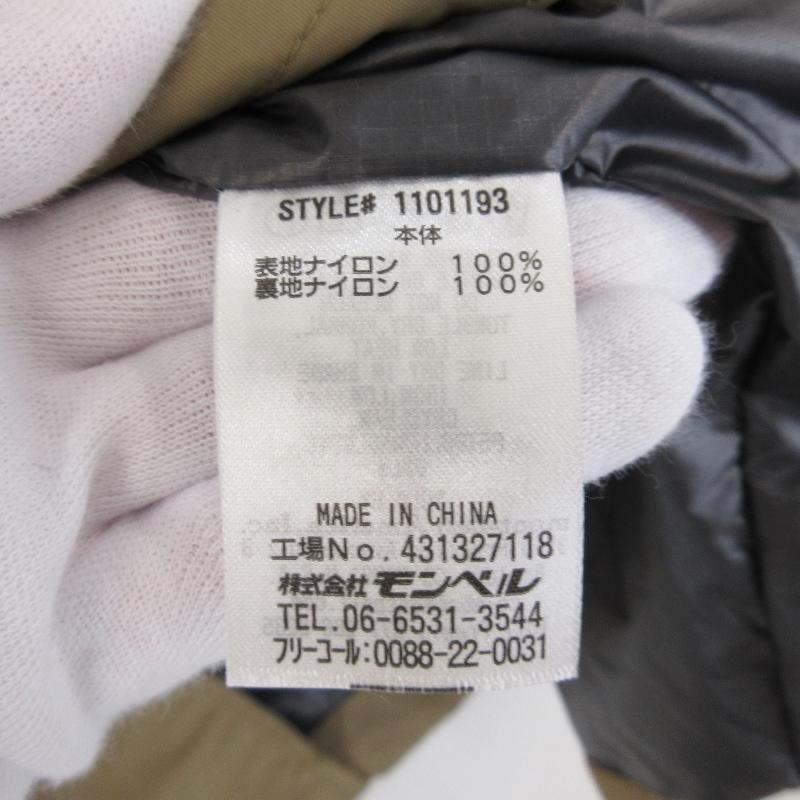 STYLE# 1101193
本体
表地ナイロン 100%
裏地ナイロン 100%
MADE IN CHINA
工場No. 431327118
株式会社モンベル
TEL.06-6531-3544
フリーコール:0088-22-0031